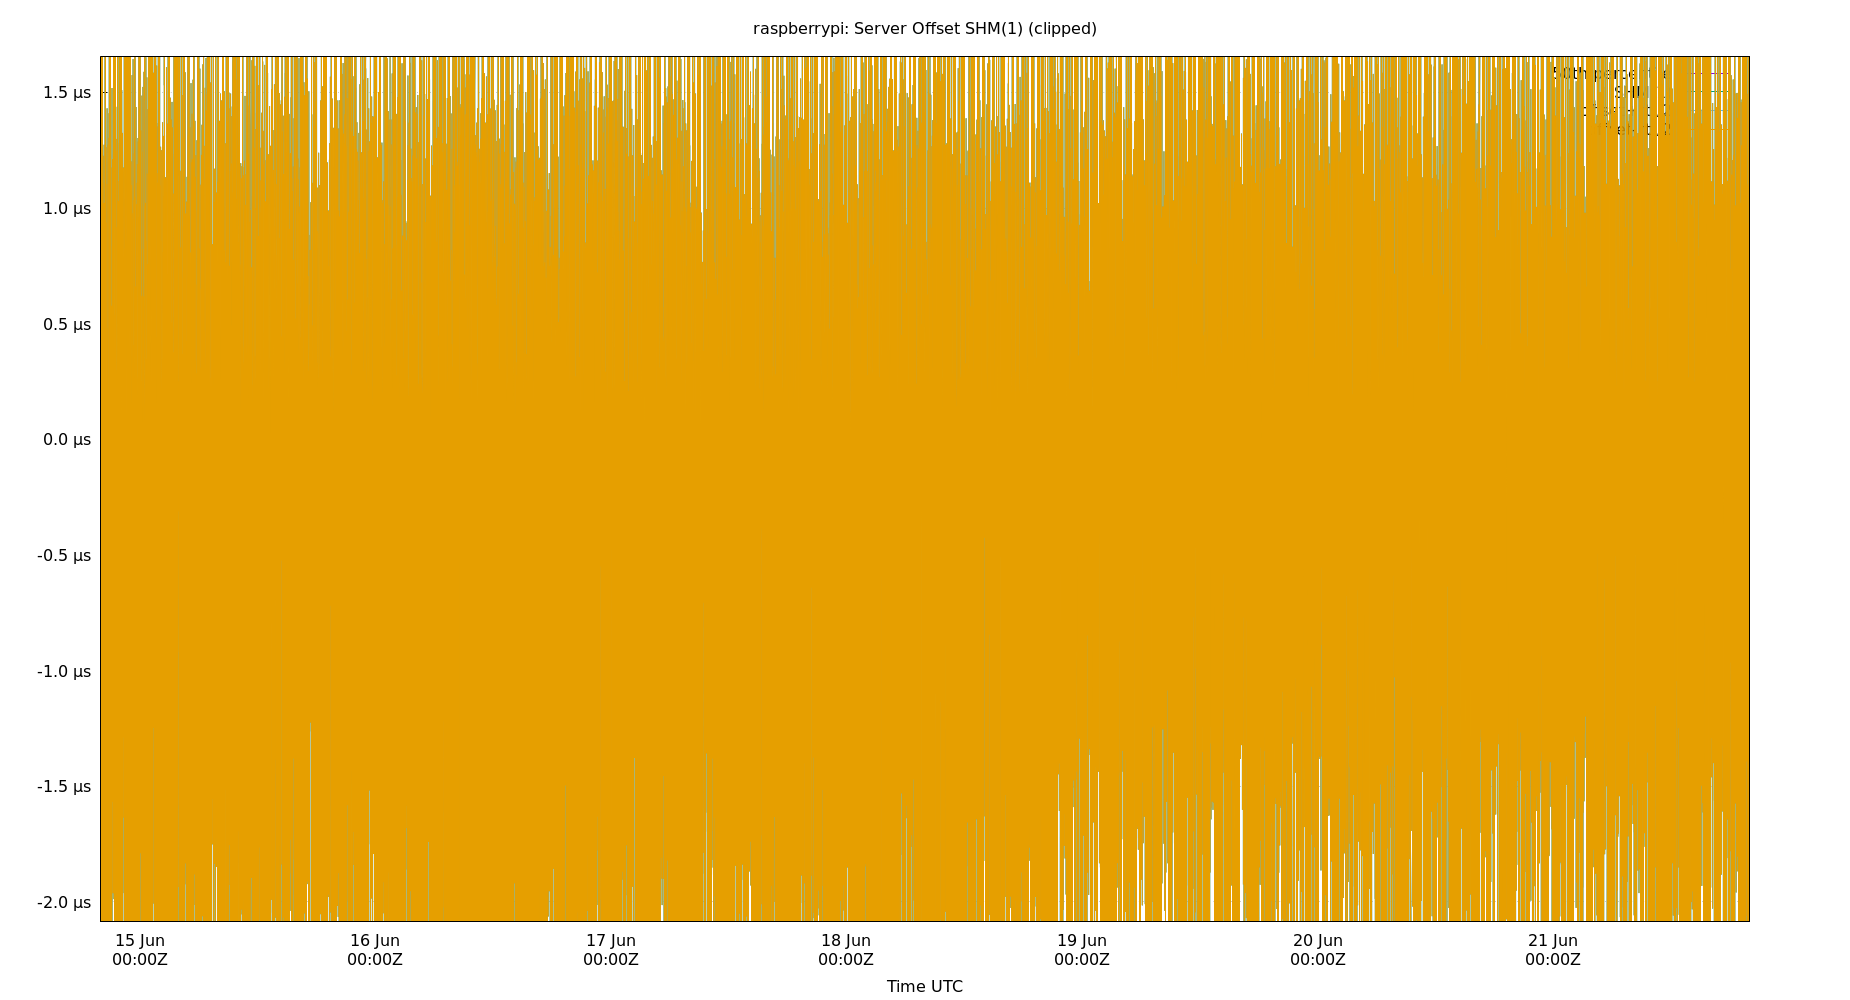 raspberrypi: Server Offset SHM(1) (clipped)
1.5 µs
1.0 µs
0.5 µs
0.0 µs
-0.5 µs
-1.0 µs
-1.5 µs
-2.0 µs
15 Jun 16 Jun 17 Jun 18 Jun 19 Jun 20 Jun 21 Jun
00:00Z 00:00Z 00:00Z 00:00Z 00:00Z 00:00Z 00:00Z
Time UTC